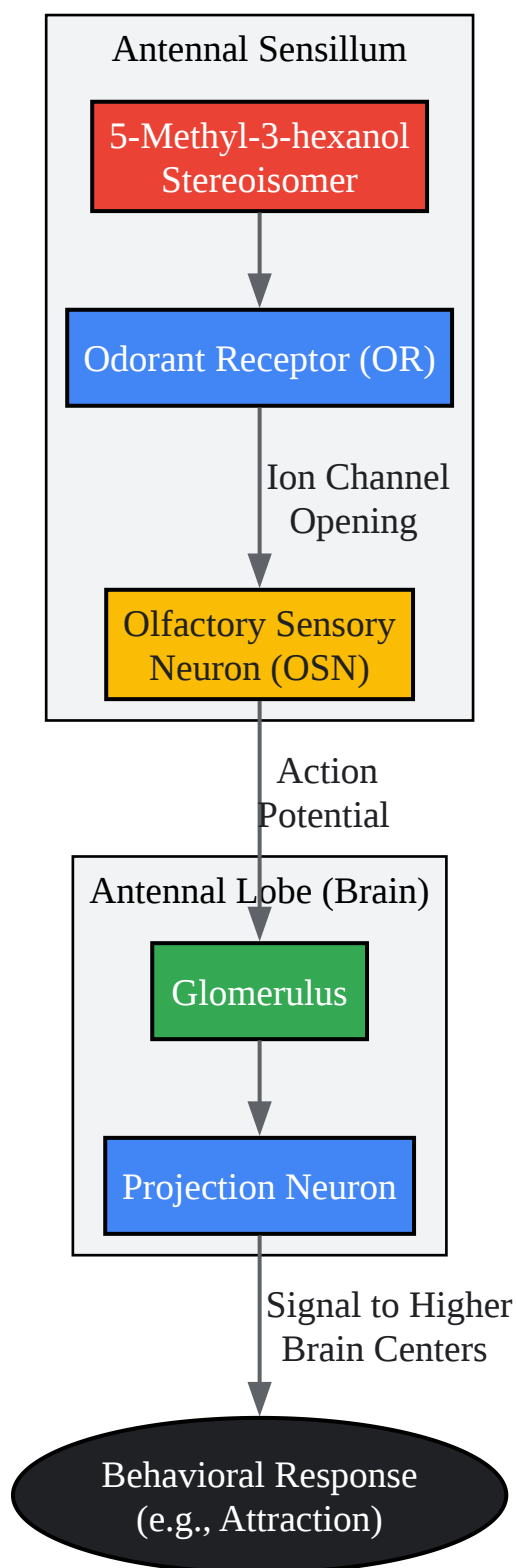 Antennal Sensillum
5-Methyl-3-hexanol
Stereoisomer
Odorant Receptor (OR)
Ion Channel
Opening
Olfactory Sensory
Neuron (OSN)
Action
Potential
Antennal Lobe (Brain)
Glomerulus
Projection Neuron
Signal to Higher
Brain Centers
Behavioral Response
(e.g., Attraction)